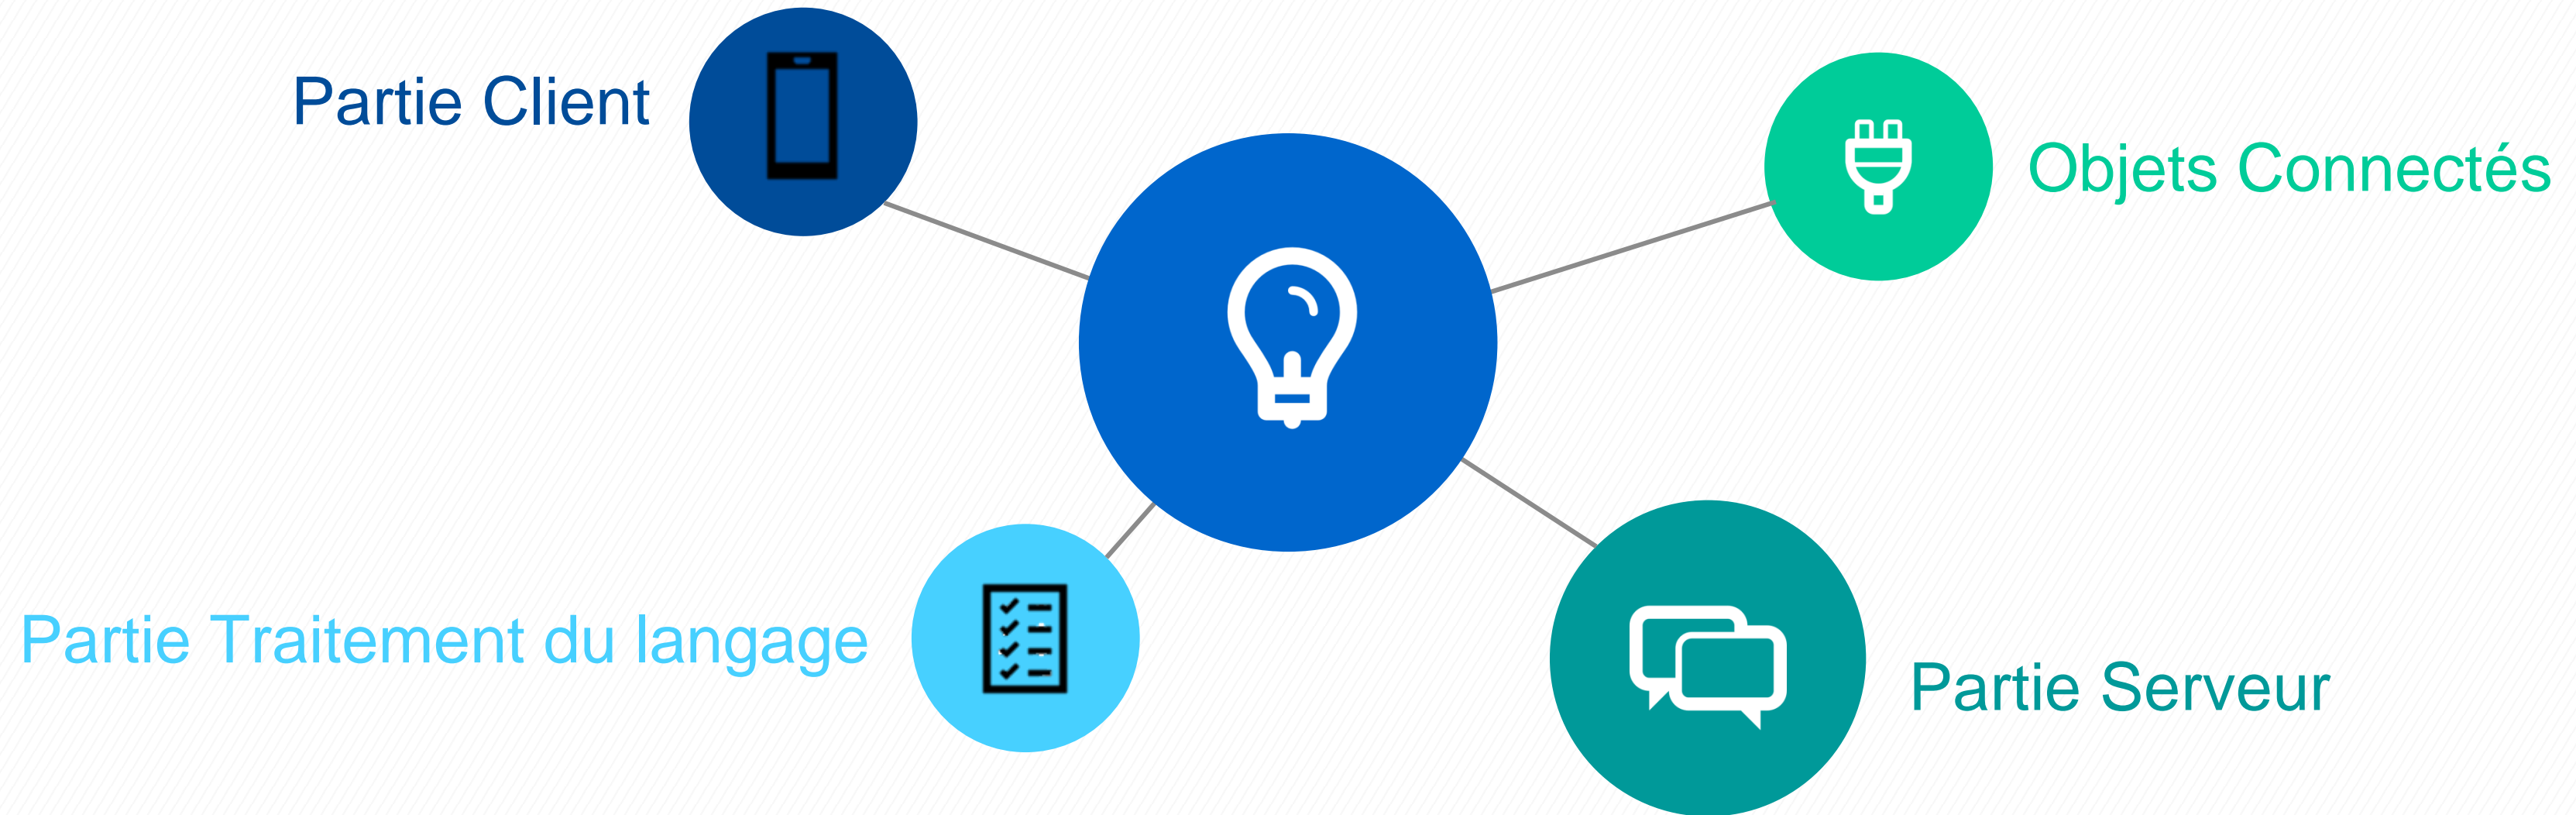 Partie Client
Objets Connectés
Partie Traitement du langage
Partie Serveur